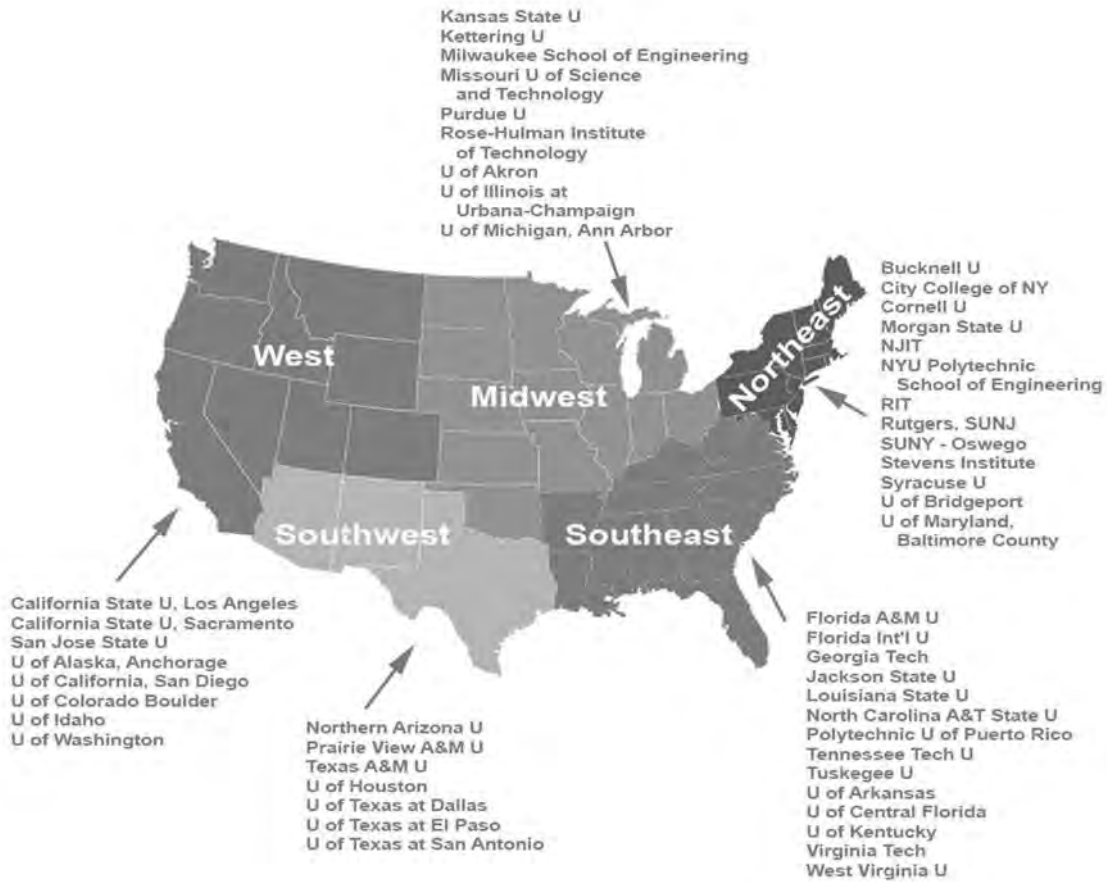 Kansas State U
Kettering U
Milwaukee School of Engineering
Missouri U of Science
and Technology
Purdue U
Rose-Hulman Institute
of Technology
U of Akron
U of Illinois at
Urbana-Champaign
U of Michigan, Ann Arbor
West
Midwest
Northeast
Southwest
Southeast
Bucknell U
City College of NY
Cornell U
Morgan State U
NJIT
NYU Polytechnic
School of Engineering
RIT
Rutgers, SUNJ
SUNY - Oswego
Stevens Institute
Syracuse U
U of Bridgeport
U of Maryland,
Baltimore County
California State U, Los Angeles
California State U, Sacramento
San Jose State U
U of Alaska, Anchorage
U of California, San Diego
U of Colorado Boulder
U of Idaho
U of Washington
Northern Arizona U
Prairie View A&M U
Texas A&M U
U of Houston
U of Texas at Dallas
U of Texas at El Paso
U of Texas at San Antonio
Florida A&M U
Florida Int'l U
Georgia Tech
Jackson State U
Louisiana State U
North Carolina A&T State U
Polytechnic U of Puerto Rico
Tennessee Tech U
Tuskegee U
U of Arkansas
U of Central Florida
U of Kentucky
Virginia Tech
West Virginia U